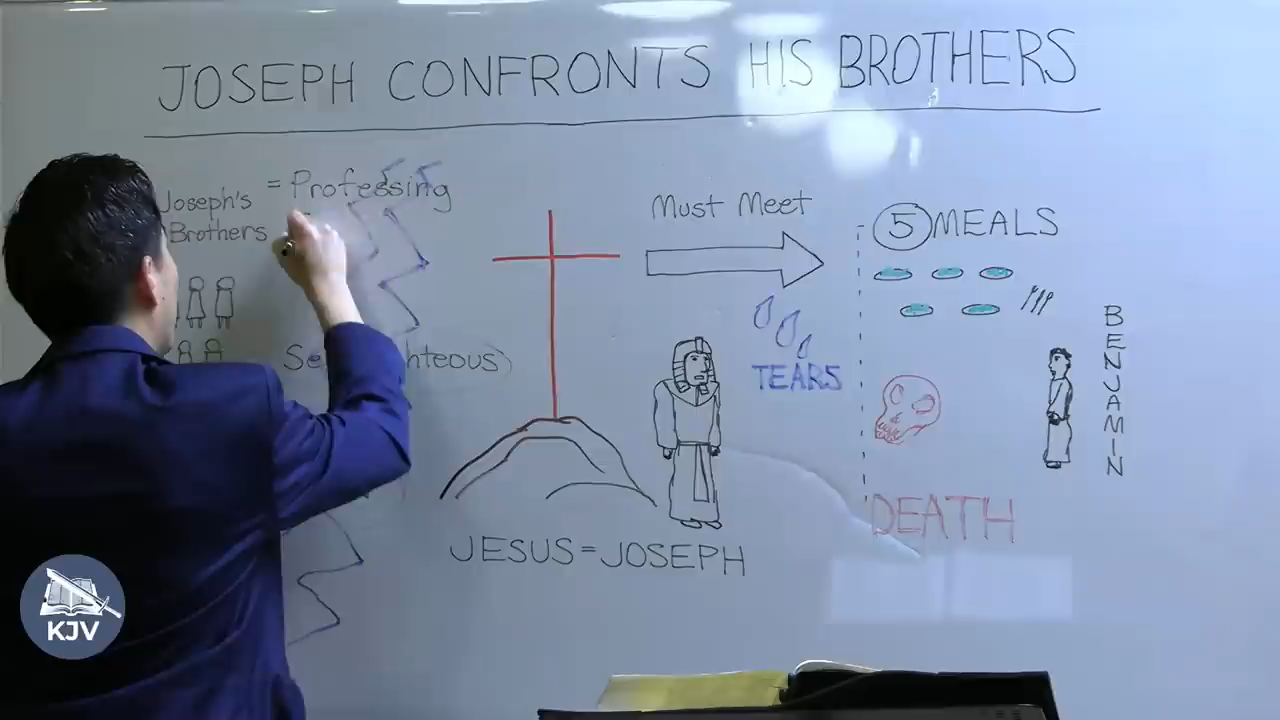 JOSEPH CONFRONTS HIS BROTHERS
Joseph's
Brothers
= Professing
Must Meet
5 MEALS
TEARS
BENJAMIN
DEATH
JESUS = JOSEPH
KJV